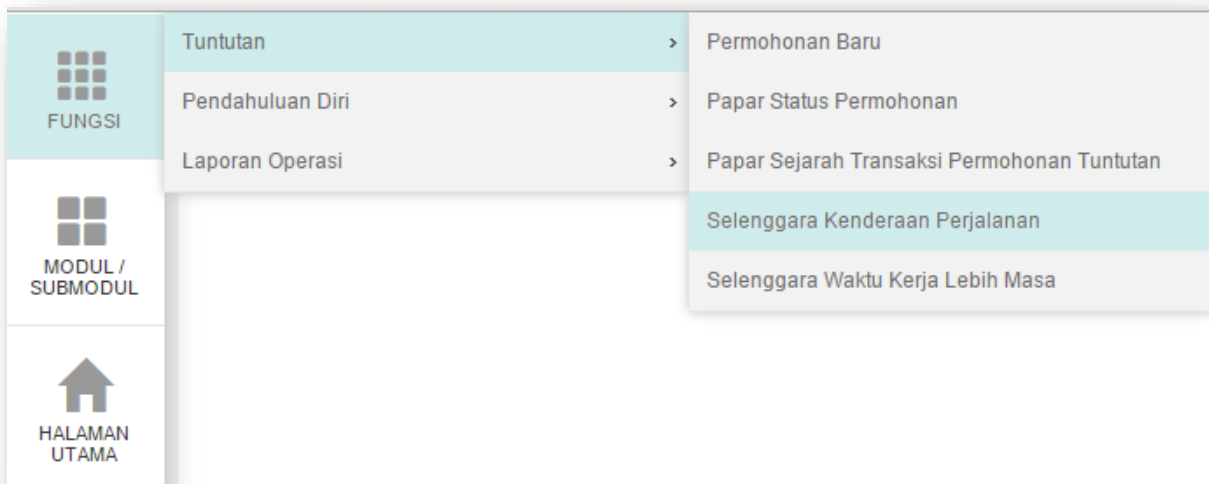 FUNGSI
MODUL /
SUBMODUL
HALAMAN
UTAMA
Tuntutan
Pendahuluan Diri
Laporan Operasi
Permohonan Baru
Papar Status Permohonan
Papar Sejarah Transaksi Permohonan Tuntutan
Selenggara Kenderaan Perjalanan
Selenggara Waktu Kerja Lebih Masa